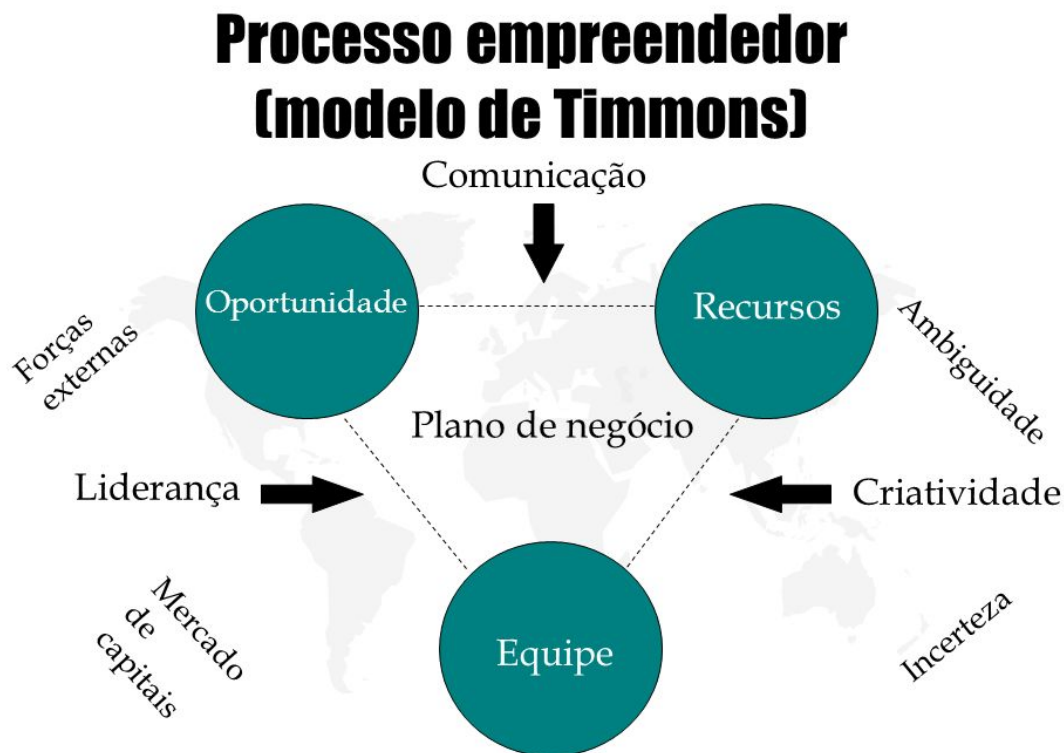 Processo empreendedor
(modelo de Timmons)
Comunicação
Oportunidade
Recursos
Forças
externas
Ambiguidade
Plano de negócio
Liderança
Criatividade
Mercado
de
capitais
Equipe
Incerteza